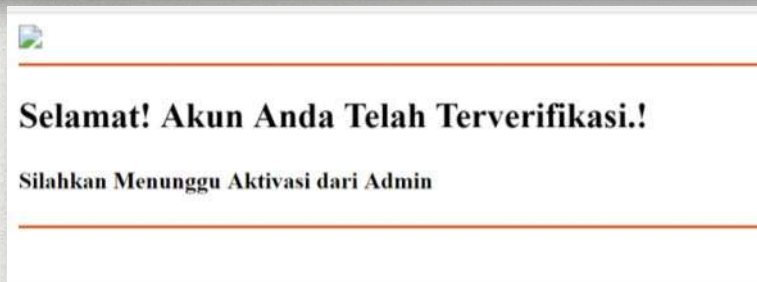 Selamat! Akun Anda Telah Terverifikasi.!
Silahkan Menunggu Aktivasi dari Admin